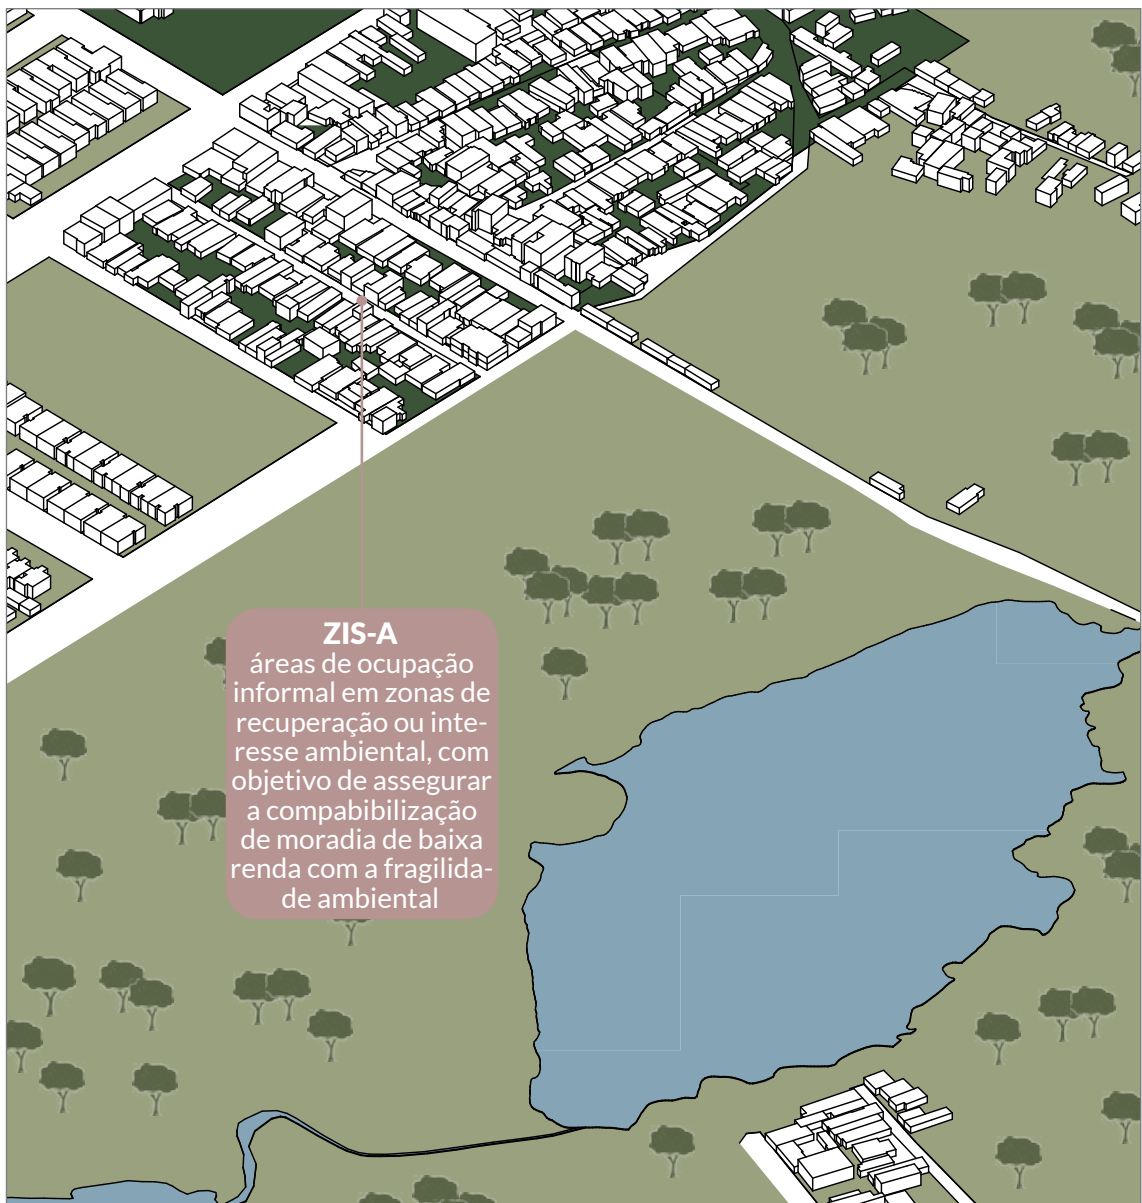 ZIS-A
áreas de ocupação
informal em zonas de
recuperação ou inte-
resse ambiental, com
objetivo de assegurar
a compabibilização
de moradia de baixa
renda com a fragilida-
de ambiental